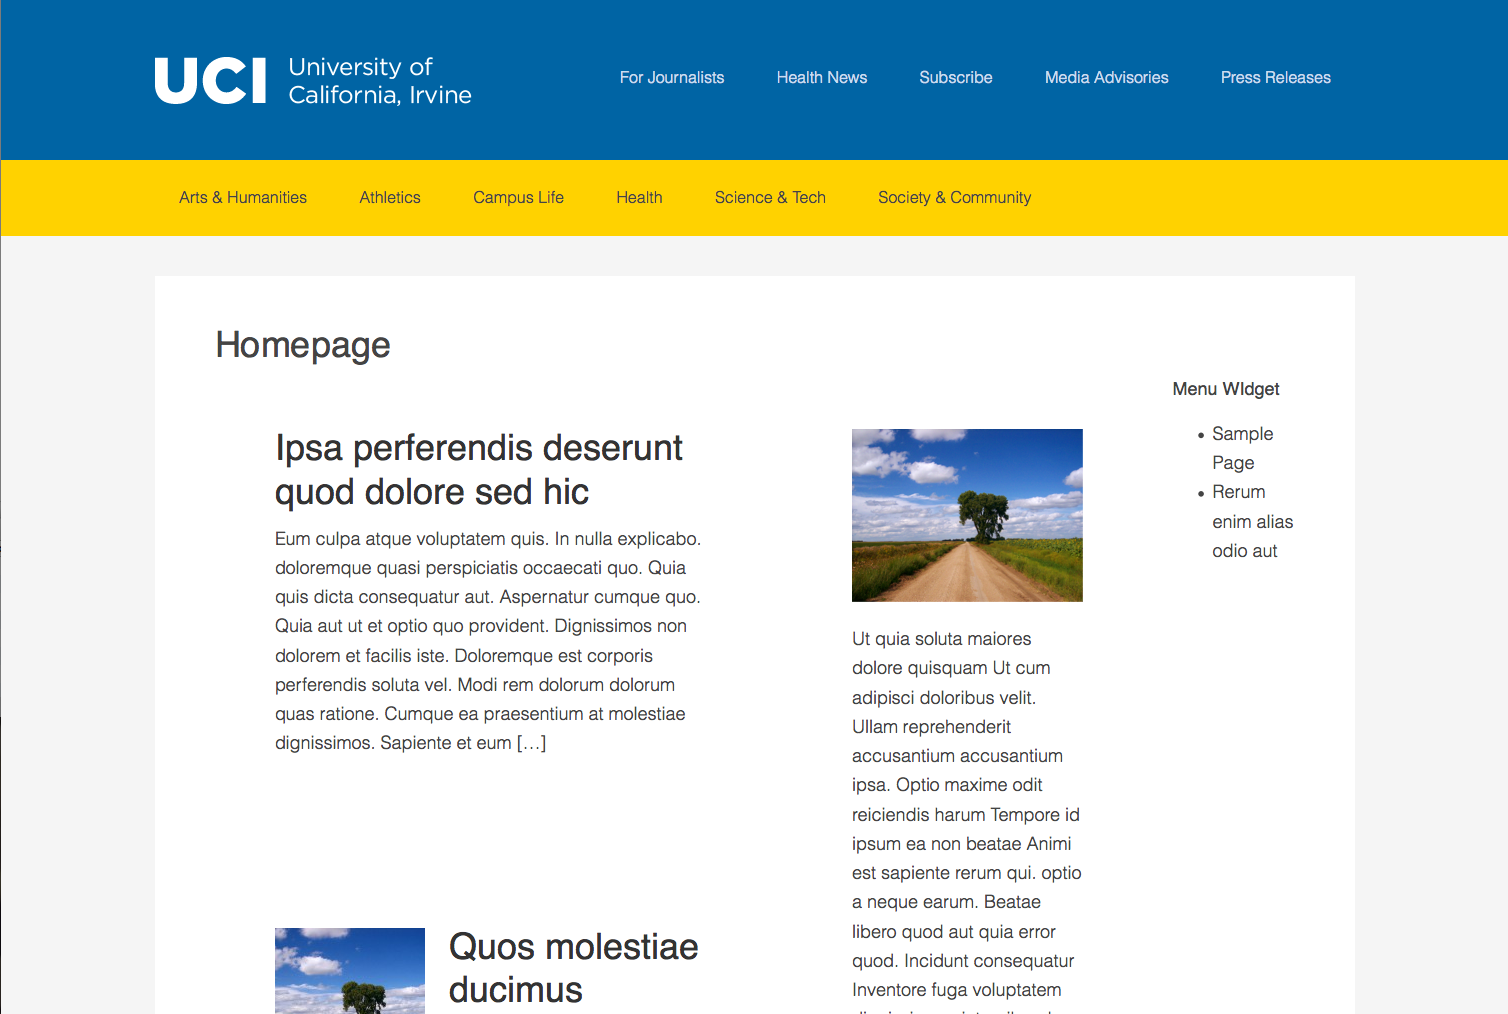 UCI University of
California, Irvine
For Journalists Health News Subscribe Media Advisories Press Releases
Arts & Humanities Athletics Campus Life Health Science & Tech Society & Community
Homepage
Ipsa perferendis deserunt
quod dolore sed hic
Eum culpa atque voluptatem quis. In nulla explicabo.
doloremque quasi perspiciatis occaecati quo. Quia
quis dicta consequatur aut. Aspernatur cumque quo.
Quia aut ut et optio quo provident. Dignissimos non
dolorem et facilis iste. Doloremque est corporis
perferendis soluta vel. Modi rem dolorum dolorum
quas ratione. Cumque ea praesentium at molestiae
dignissimos. Sapiente et eum […]
Quos molestiae
ducimus
Ut quia soluta maiores
dolore quisquam Ut cum
adipisci doloribus velit.
Ullam reprehenderit
accusantium accusantium
ipsa. Optio maxime odit
reiciendis harum Tempore id
ipsum ea non beatae Animi
est sapiente rerum qui. optio
a neque earum. Beatae
libero quod aut quia error
quod. Incidunt consequatur
Inventore fuga voluptatem
Menu WIdget
Sample
Page
Rerum
enim alias
odio aut